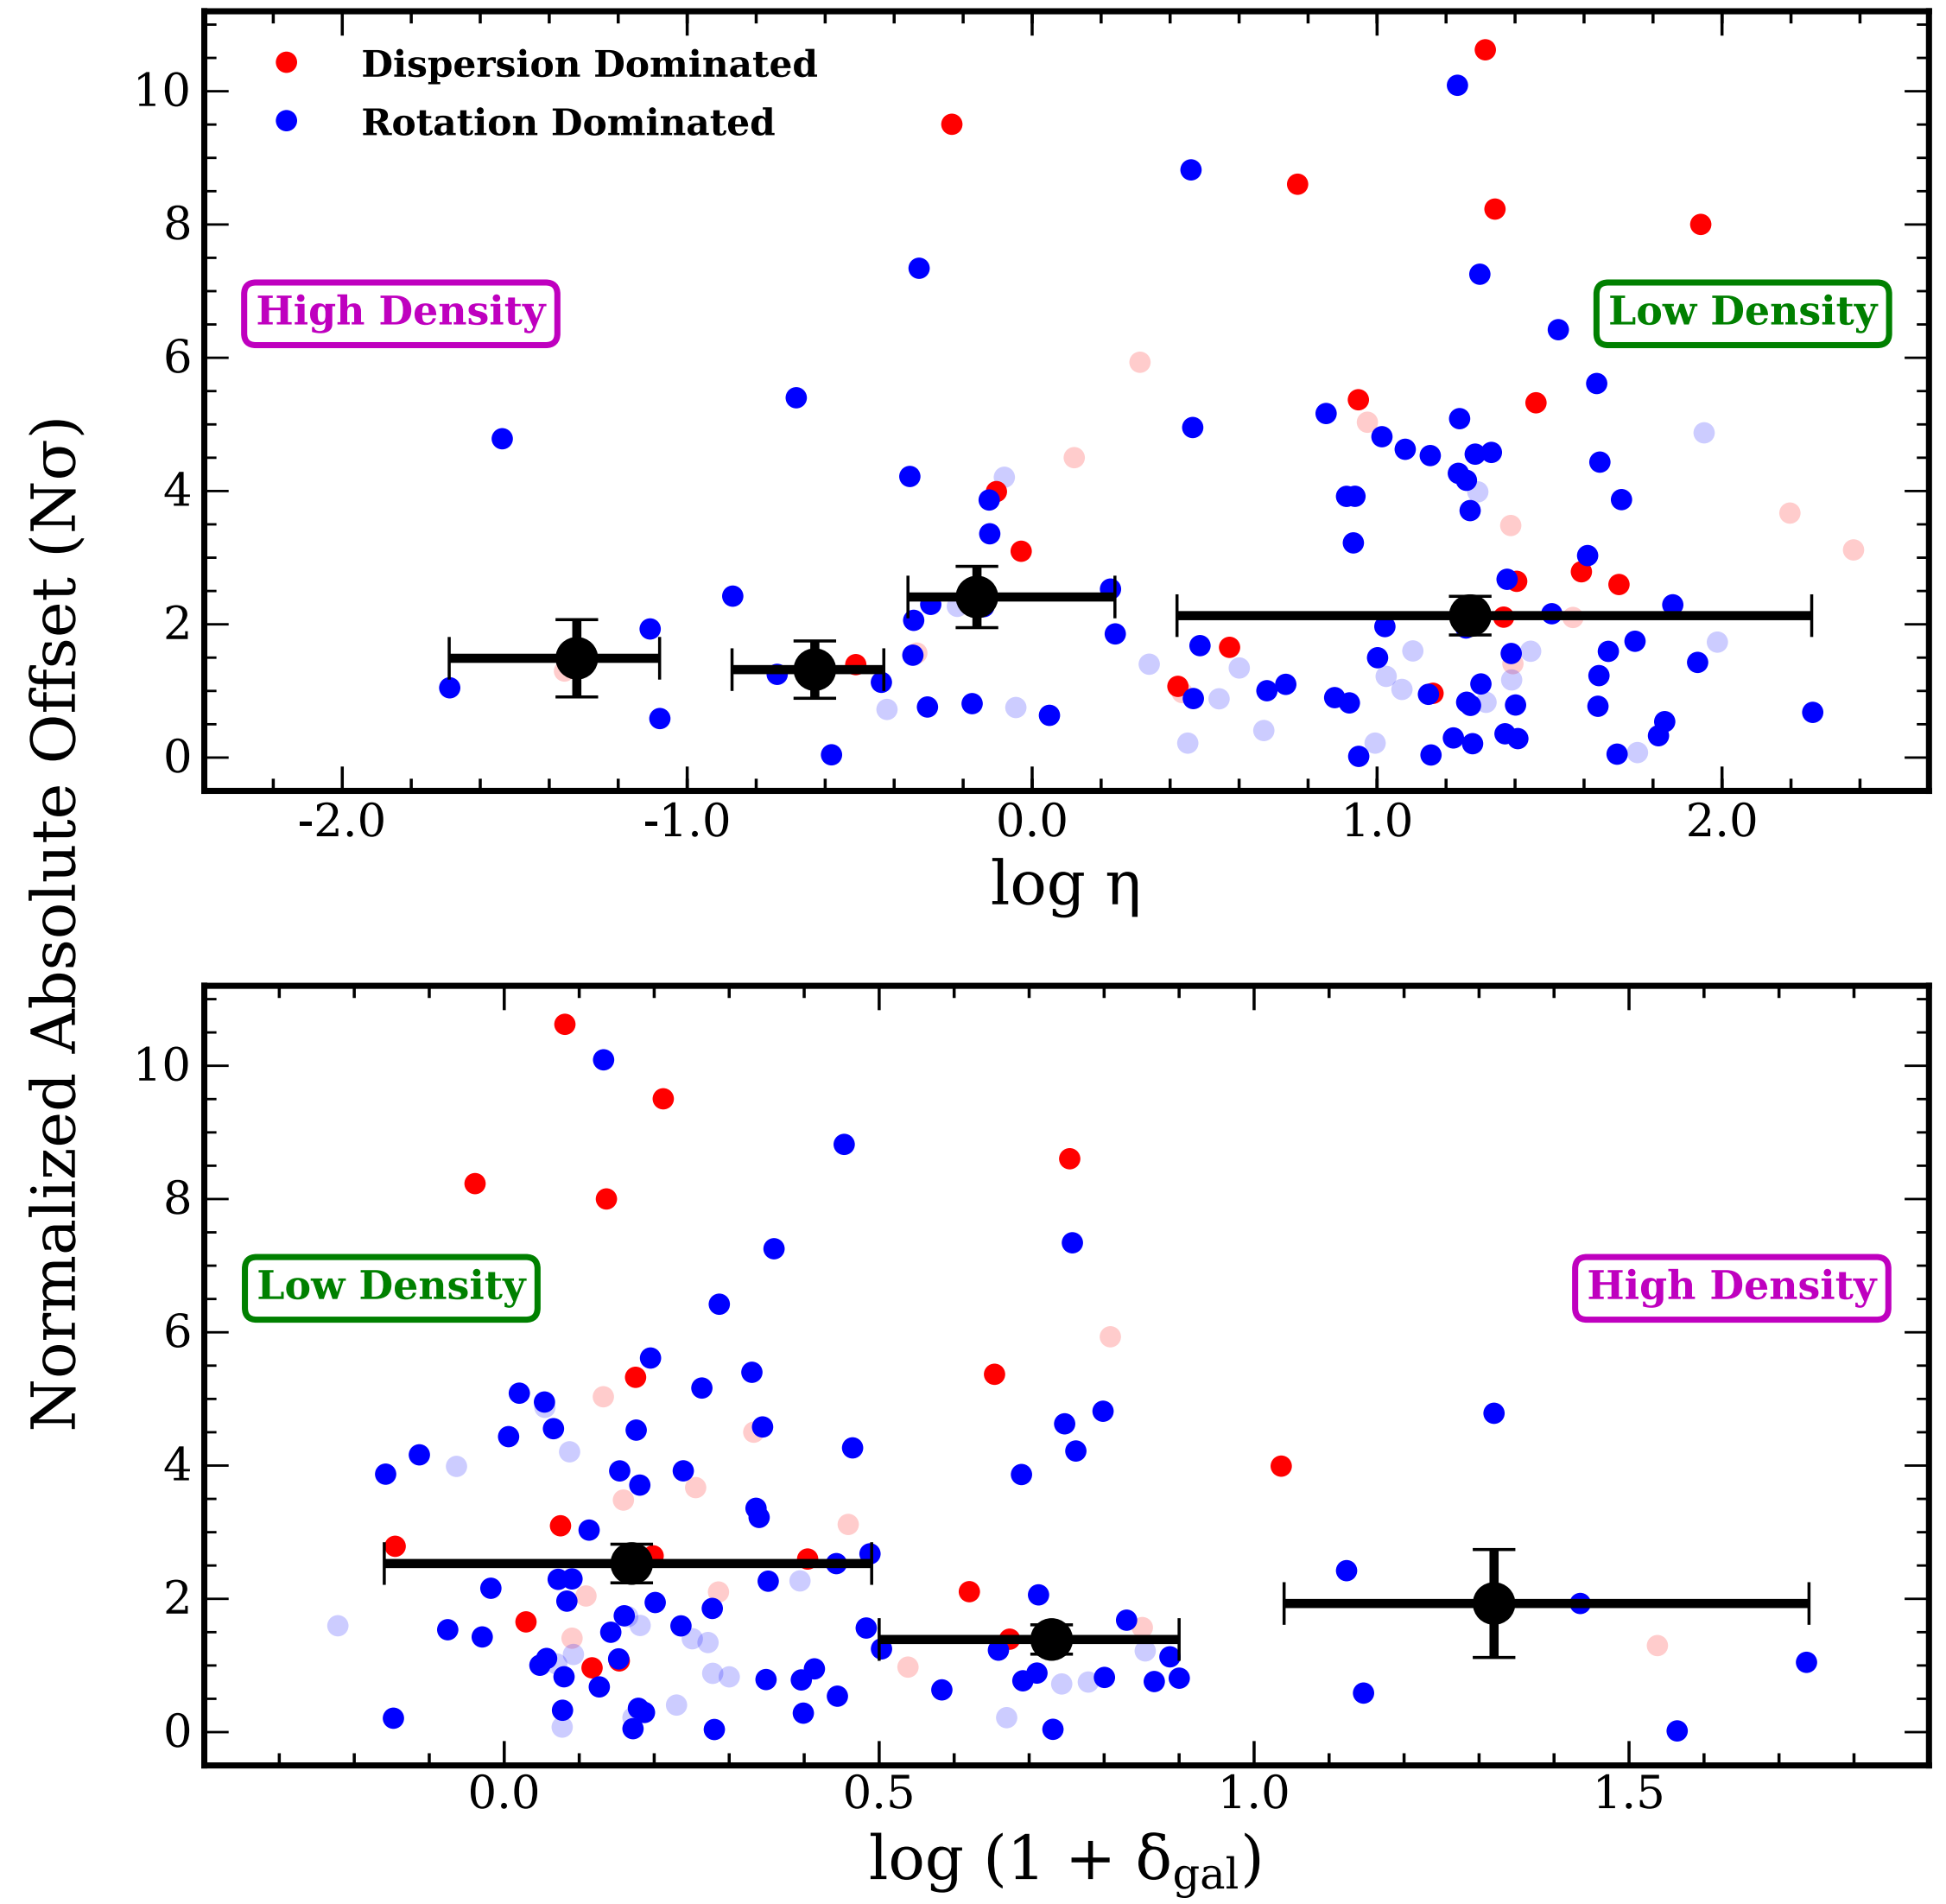 Normalized Absolute Offset (Nσ)
10
8
6
4
2
0
Dispersion Dominated
Rotation Dominated
High Density
Low Density
-2.0 -1.0 0.0 1.0 2.0
log η
10
8
6
4
2
0
Low Density
High Density
0.0 0.5 1.0 1.5
log (1 + δgal)